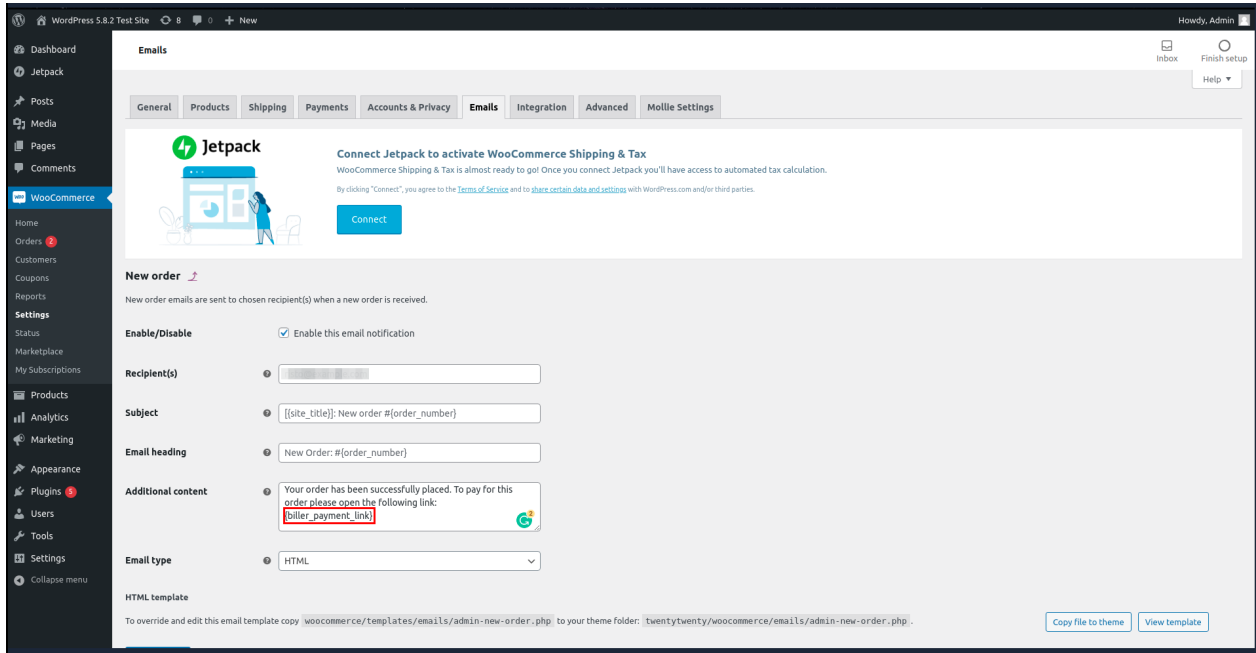 WordPress 5.8.2 Test Site 8 0 + New Howdy, Admin
Dashboard
Jetpack
Posts
Media
Pages
Comments
WooCommerce
Home
Orders 2
Customers
Coupons
Reports
Settings
Status
Marketplace
My Subscriptions
Products
Analytics
Marketing
Appearance
Plugins 5
Users
Tools
Settings
Collapse menu
Emails
Inbox
Finish setup
Help ▼
General Products Shipping Payments Accounts & Privacy Emails Integration Advanced Mollie Settings
Jetpack
Connect Jetpack to activate WooCommerce Shipping & Tax
WooCommerce Shipping & Tax is almost ready to go! Once you connect Jetpack you'll have access to automated tax calculation.
By clicking "Connect", you agree to the Terms of Service and to share certain data and settings with WordPress.com and/or third parties.
Connect
New order
New order emails are sent to chosen recipient(s) when a new order is received.
Enable/Disable Enable this email notification
Recipient(s)
Subject [{site_title}]: New order #{order_number}
Email heading New Order: #{order_number}
Additional content Your order has been successfully placed. To pay for this
order please open the following link:
{biller_payment_link}
2
Email type HTML
HTML template
To override and edit this email template copy woocommerce/templates/emails/admin-new-order.php to your theme folder: twentytwenty/woocommerce/emails/admin-new-order.php .
Copy file to theme View template